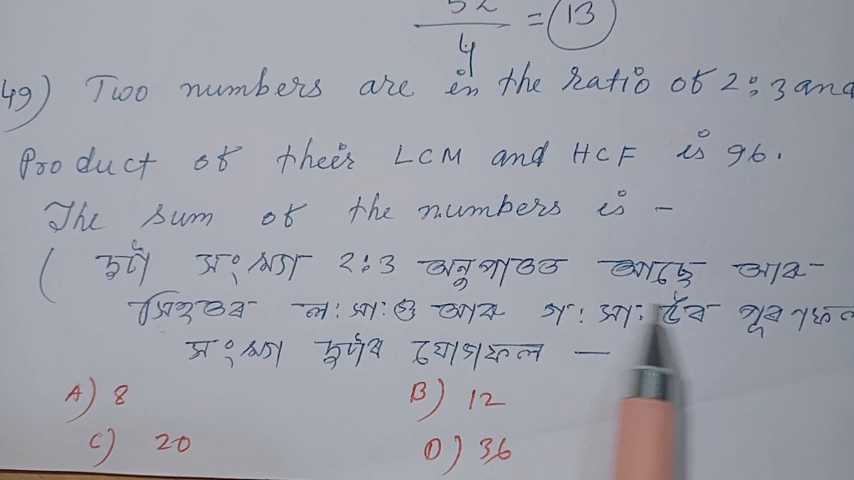 52
4 = 13
49) Two numbers are in the ratio of 2:3 and
Product of their LCM and HCF is 96.
The sum of the numbers is -
( দুটা সংখ্যা 2:3 অনুপাতত আছে আৰু
সিহতৰ ল: সা: গু আৰু গ: সা: উৰ পূৰণফল
সংখ্যা দুটাৰ যোগফল —
A) 8 B) 12
C) 20 D) 36